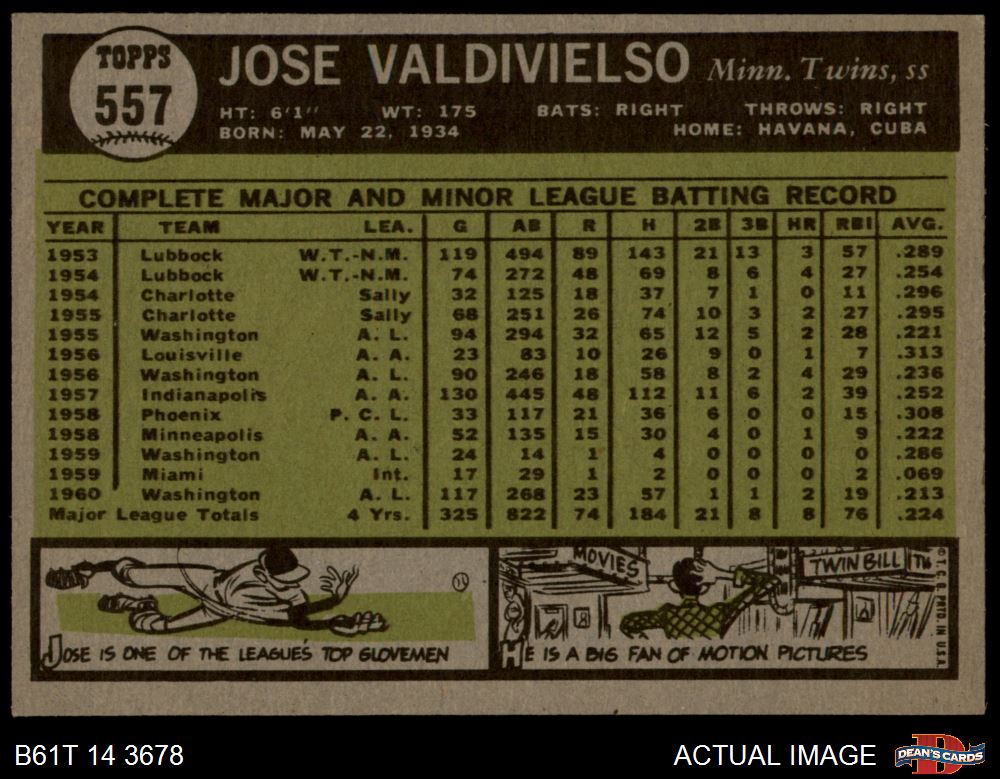 TOPPS
557
JOSE VALDIVIELSO Minn. Twins, ss
HT: 6'1" WT: 175 BATS: RIGHT THROWS: RIGHT
BORN: MAY 22, 1934 HOME: HAVANA, CUBA
COMPLETE MAJOR AND MINOR LEAGUE BATTING RECORD
YEAR TEAM LEA. G AB R H 2B 3B HR RBI AVG.
1953 Lubbock W.T.-N.M. 119 494 89 143 21 13 3 57 .289
1954 Lubbock W.T.-N.M. 74 272 48 69 8 6 4 27 .254
1954 Charlotte Sally 32 125 18 37 7 1 0 11 .296
1955 Charlotte Sally 68 251 26 74 10 3 2 27 .295
1955 Washington A. L. 94 294 32 65 12 5 2 28 .221
1956 Louisville A. A. 23 83 10 26 9 0 1 7 .313
1956 Washington A. L. 90 246 18 58 8 2 4 29 .236
1957 Indianapolis A. A. 130 445 48 112 11 6 2 39 .252
1958 Phoenix P. C. L. 33 117 21 36 6 0 0 15 .308
1958 Minneapolis A. A. 52 135 15 30 4 0 1 9 .222
1959 Washington A. L. 24 14 1 4 0 0 0 0 .286
1959 Miami Int. 17 29 1 2 0 0 0 2 .069
1960 Washington A. L. 117 268 23 57 1 1 2 19 .213
Major League Totals 4 Yrs. 325 822 74 184 21 8 8 76 .224
JOSE IS ONE OF THE LEAGUE'S TOP GLOVEMEN
MOVIES
TWIN BILL
HE IS A BIG FAN OF MOTION PICTURES
© T.C.G. PRTD. IN U.S.A.
B61T 14 3678
ACTUAL IMAGE
DEAN'S CARDS